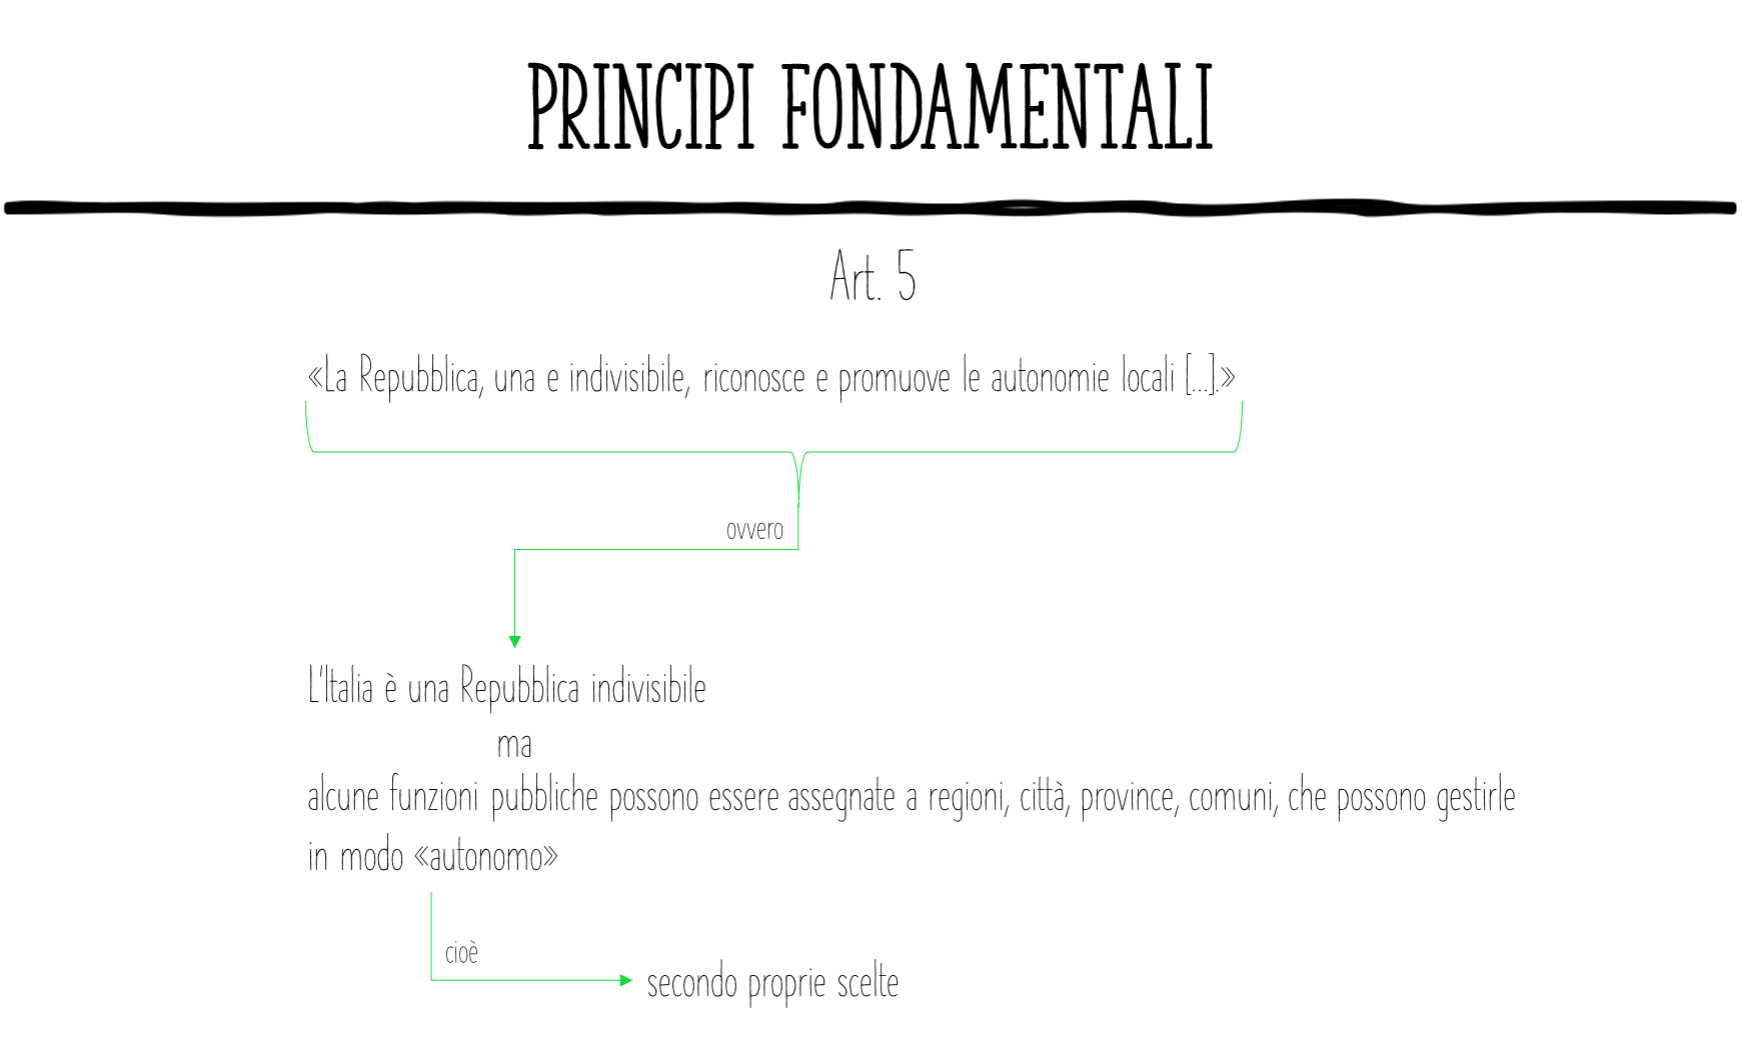 PRINCIPI FONDAMENTALI
Art. 5
«La Repubblica, una e indivisibile, riconosce e promuove le autonomie locali [...].»
ovvero
L'Italia è una Repubblica indivisibile
ma
alcune funzioni pubbliche possono essere assegnate a regioni, città, province, comuni, che possono gestirle
in modo «autonomo»
cioè
secondo proprie scelte